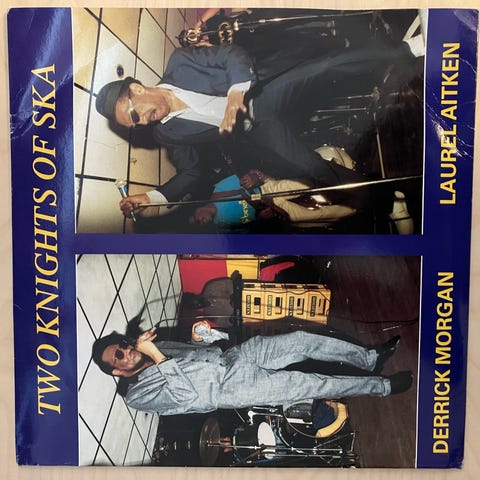 TWO KNIGHTS OF SKA
DERRICK MORGAN
LAUREL AITKEN